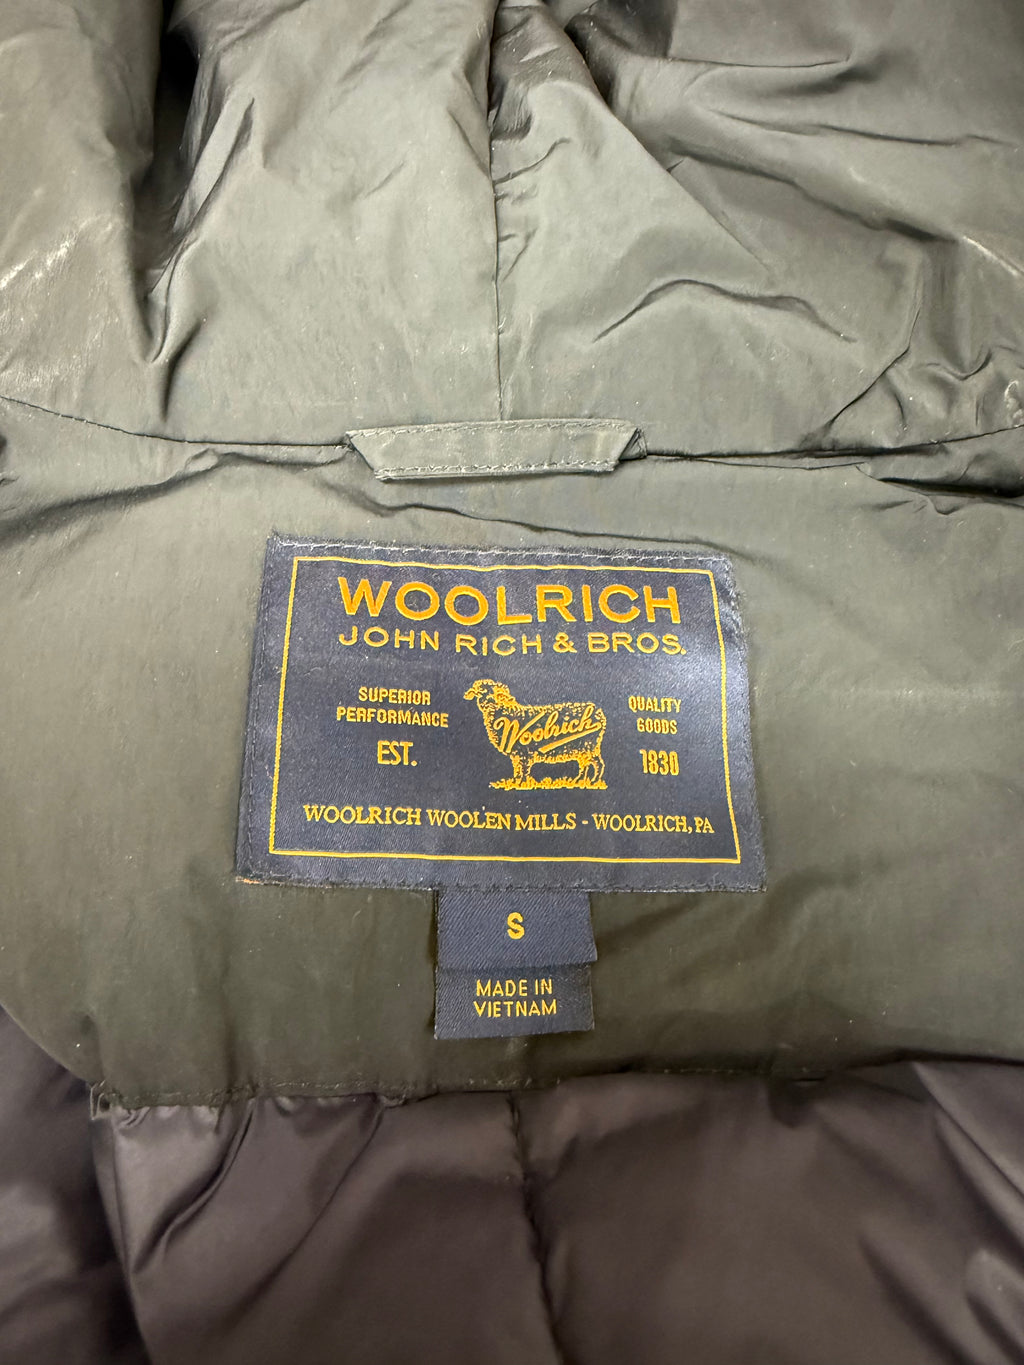 WOOLRICH
JOHN RICH & BROS.
SUPERIOR
PERFORMANCE
EST.
Woolrich
QUALITY
GOODS
1830
WOOLRICH WOOLEN MILLS - WOOLRICH, PA
S
MADE IN
VIETNAM